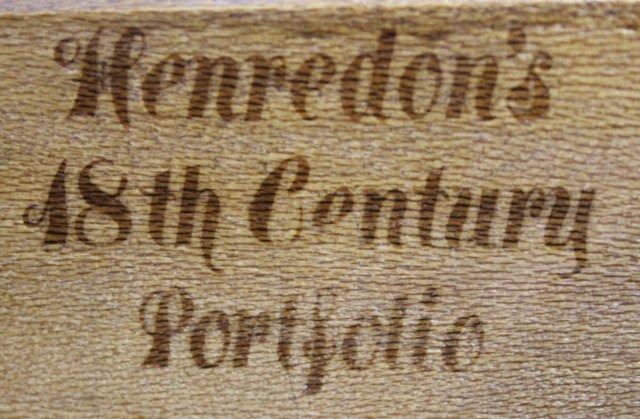 Henredon's
18th Century
Portfolio